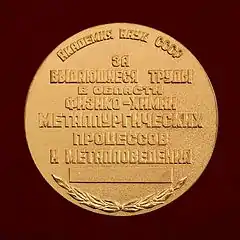 АКАДЕМИЯ НАУК СССР
ЗА
ВЫДАЮЩИЕСЯ ТРУДЫ
В ОБЛАСТИ
ФИЗИКО-ХИМИИ
МЕТАЛЛУРГИЧЕСКИХ
ПРОЦЕССОВ
И МЕТАЛЛОВЕДЕНИЯ